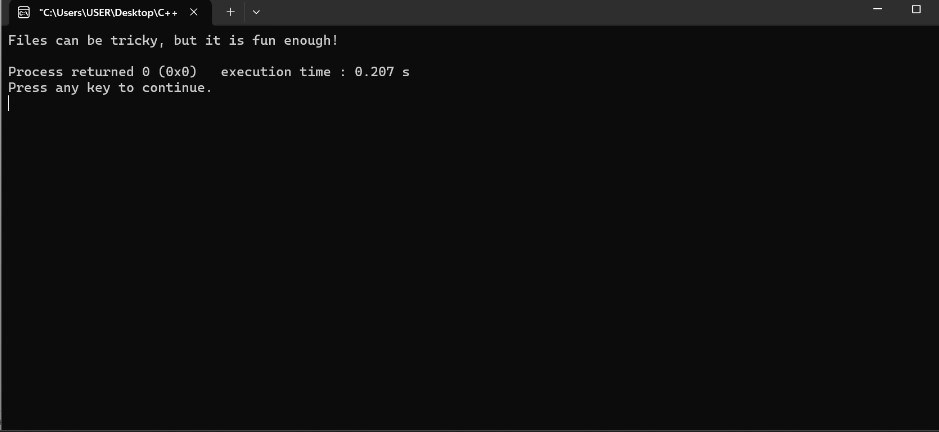 "C:\Users\USER\Desktop\C++
Files can be tricky, but it is fun enough!
Process returned 0 (0x0)   execution time : 0.207 s
Press any key to continue.